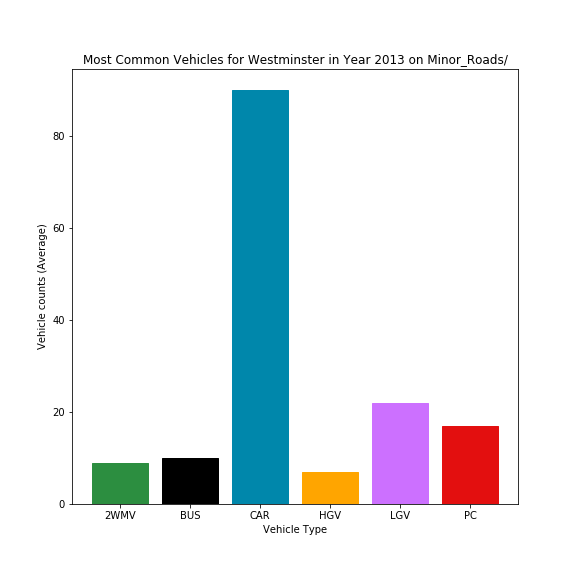 Most Common Vehicles for Westminster in Year 2013 on Minor_Roads/
80
60
40
20
0
Vehicle counts (Average)
2WMV BUS CAR HGV LGV PC
Vehicle Type